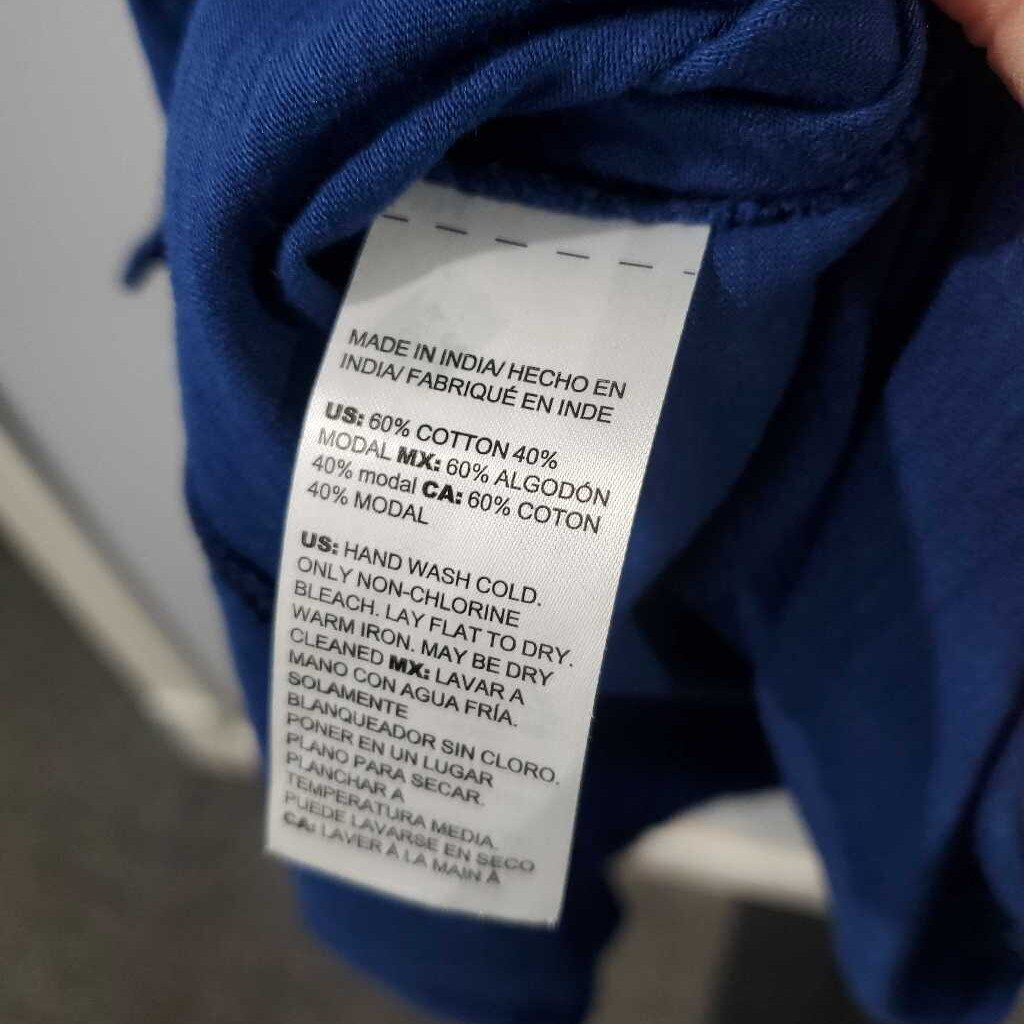 MADE IN INDIA/ HECHO EN
INDIA/ FABRIQUÉ EN INDE
US: 60% COTTON 40%
MODAL MX: 60% ALGODÓN
40% modal CA: 60% COTON
40% MODAL
US: HAND WASH COLD.
ONLY NON-CHLORINE
BLEACH. LAY FLAT TO DRY.
WARM IRON. MAY BE DRY
CLEANED MX: LAVAR A
MANO CON AGUA FRÍA.
SOLAMENTE
BLANQUEADOR SIN CLORO.
PONER EN UN LUGAR
PLANO PARA SECAR.
PLANCHAR A
TEMPERATURA MEDIA.
PUEDE LAVARSE EN SECO
CA: LAVER À LA MAIN À